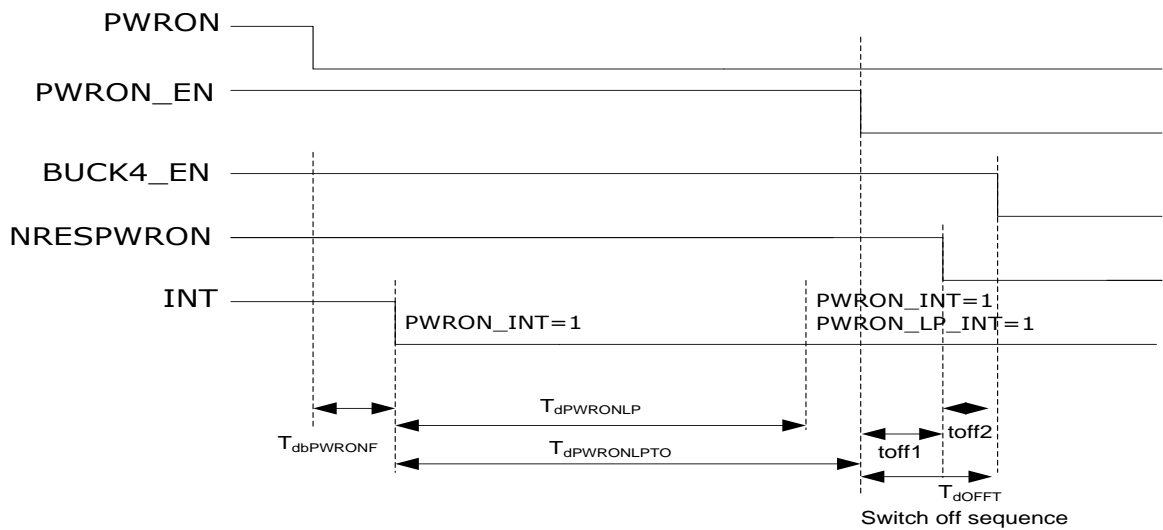 PWRON
PWRON_EN
BUCK4_EN
NRESPWRON
INT
PWRON_INT=1
PWRON_INT=1
PWRON_LP_INT=1
TdPWRONLP
TdbPWRONF
TdPWRONLPTO
toff1
toff2
TdOFFT
Switch off sequence